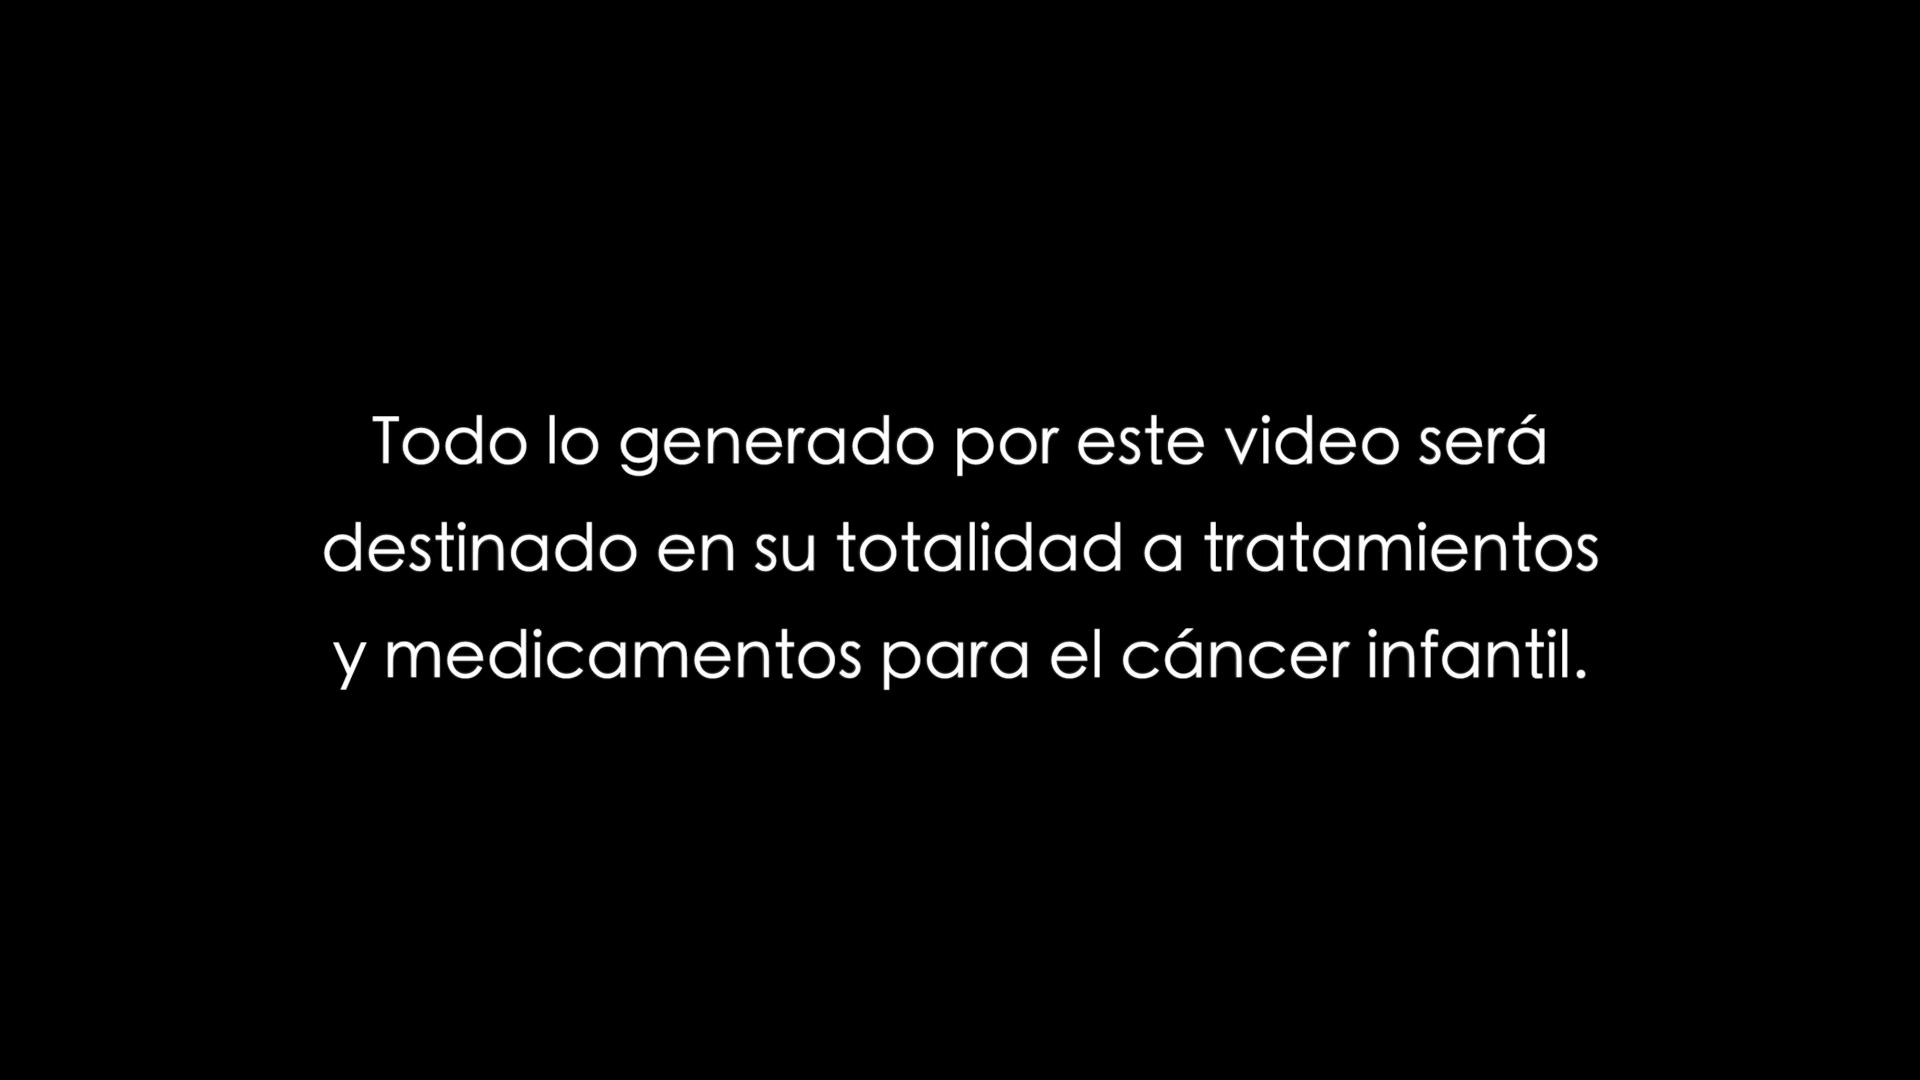 Todo lo generado por este video será
destinado en su totalidad a tratamientos
y medicamentos para el cáncer infantil.